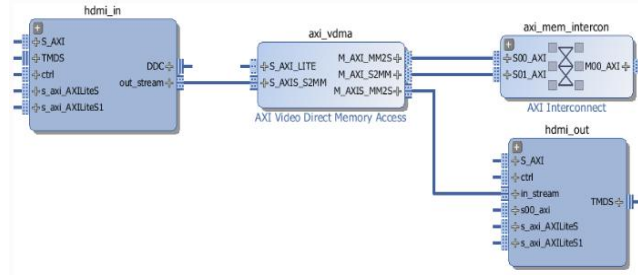 hdmi_in
S_AXI
TMDS
ctrl
s_axi_AXILiteS
s_axi_AXILiteS1
DDC
out_stream
axi_vdma
S_AXI_LITE
S_AXIS_S2MM
M_AXI_MM2S
M_AXI_S2MM
M_AXIS_MM2S
AXI Video Direct Memory Access
axi_mem_intercon
S00_AXI
S01_AXI
M00_AXI
AXI Interconnect
hdmi_out
S_AXI
ctrl
in_stream
s00_axi
s_axi_AXILiteS
s_axi_AXILiteS1
TMDS